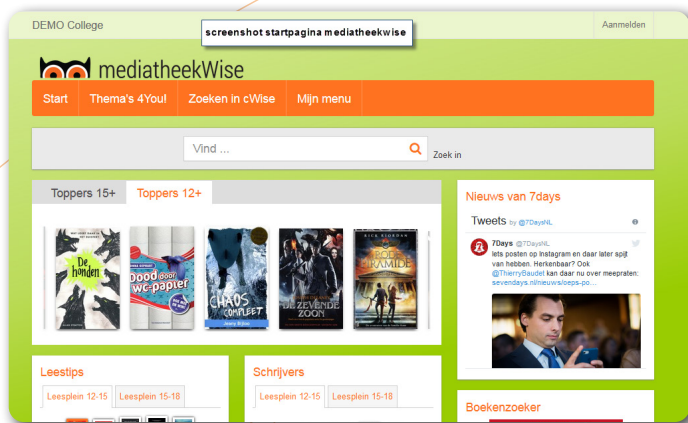 DEMO College
screenshot startpagina mediatheekwise
Aanmelden
mediatheekWise
Start
Thema's 4You!
Zoeken in cWise
Mijn menu
Vind ...
Zoek in
Toppers 15+
Toppers 12+
De
honden
Dood door
wc-papier
CHAOS
COMPLEET
DE ZEVENDE
ZOON
RICK RIORDAN
PIRAMIDE
Leestips
Leesplein 12-15
Leesplein 15-18
Schrijvers
Leesplein 12-15
Leesplein 15-18
Nieuws van 7days
Tweets by @7DaysNL
7Days @7DaysNL
Iets posten op Instagram en daar later spijt
van hebben. Herkenbaar? Ook
@ThierryBaudet kan daar nu over meepraten:
sevendays.nl/nieuws/oeps-po...
Boekenzoeker